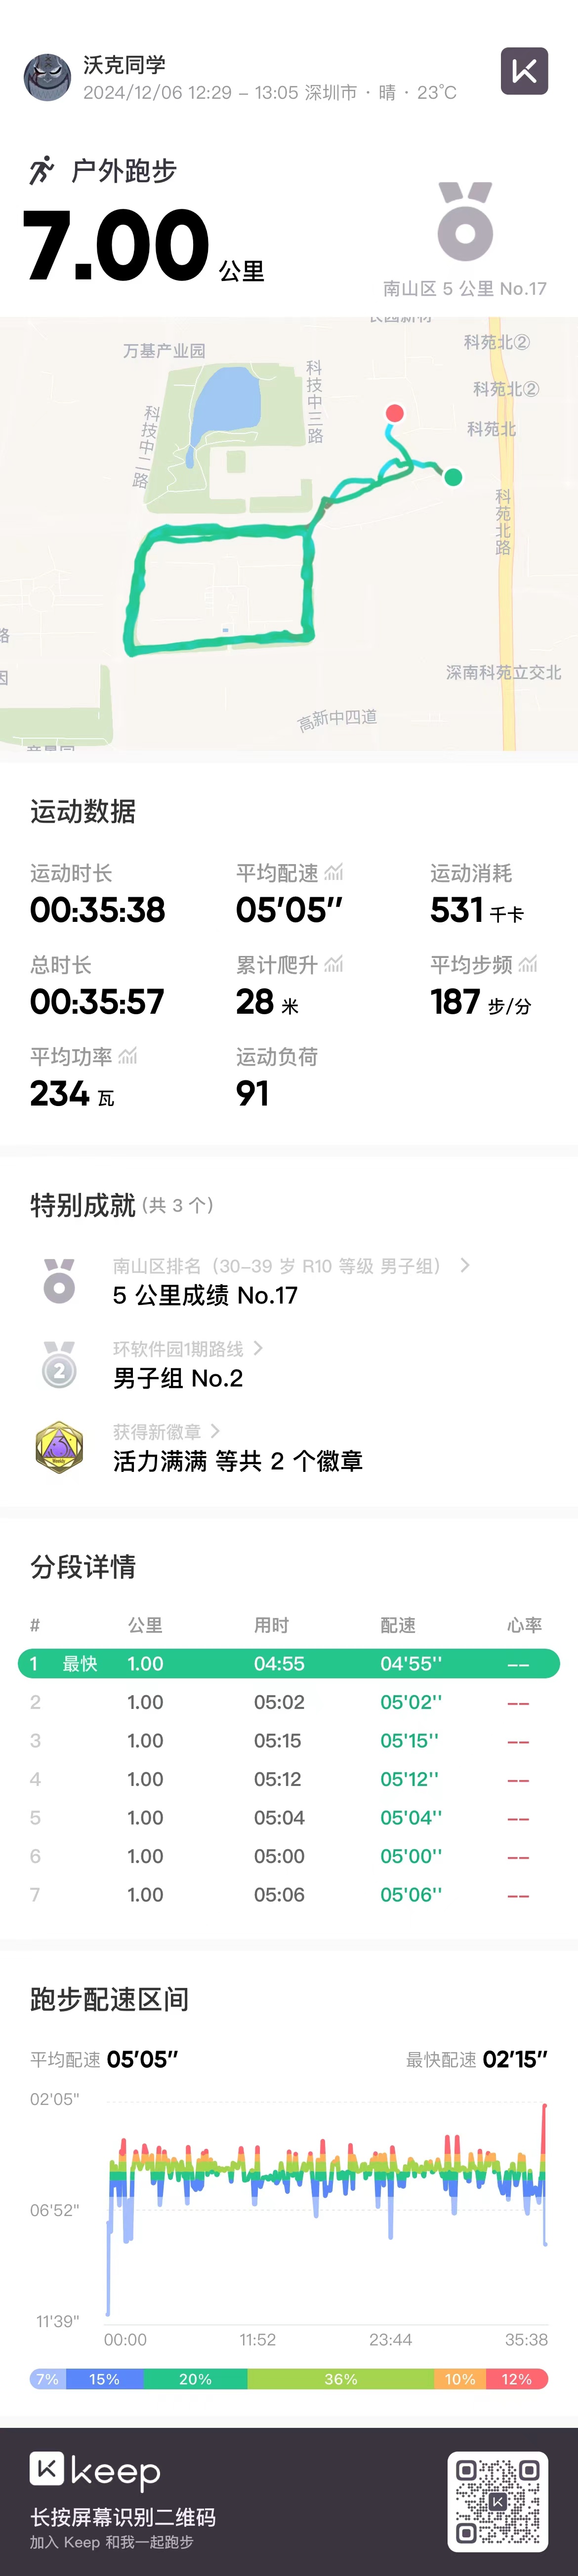 沃克同学
2024/12/06 12:29 – 13:05 深圳市 · 晴 · 23℃
户外跑步
7.00 公里
南山区 5 公里 No.17
万基产业园
科苑北②
科技中三路
科苑北②
科技中二路
科苑北
科苑北路
路
深南科苑立交北
高新中四道
运动数据
运动时长 平均配速 运动消耗
00:35:38 05'05'' 531 千卡
总时长 累计爬升 平均步频
00:35:57 28 米 187 步/分
平均功率 运动负荷
234 瓦 91
特别成就 (共 3 个)
南山区排名（30–39 岁 R10 等级 男子组）
5 公里成绩 No.17
环软件园1期路线
2 男子组 No.2
获得新徽章
活力满满 等共 2 个徽章
分段详情
# 公里 用时 配速 心率
1 最快 1.00 04:55 04'55'' --
2 1.00 05:02 05'02'' --
3 1.00 05:15 05'15'' --
4 1.00 05:12 05'12'' --
5 1.00 05:04 05'04'' --
6 1.00 05:00 05'00'' --
7 1.00 05:06 05'06'' --
跑步配速区间
平均配速 05'05'' 最快配速 02'15''
02'05"
06'52"
11'39"
00:00 11:52 23:44 35:38
7% 15% 20% 36% 10% 12%
keep
长按屏幕识别二维码
加入 Keep 和我一起跑步